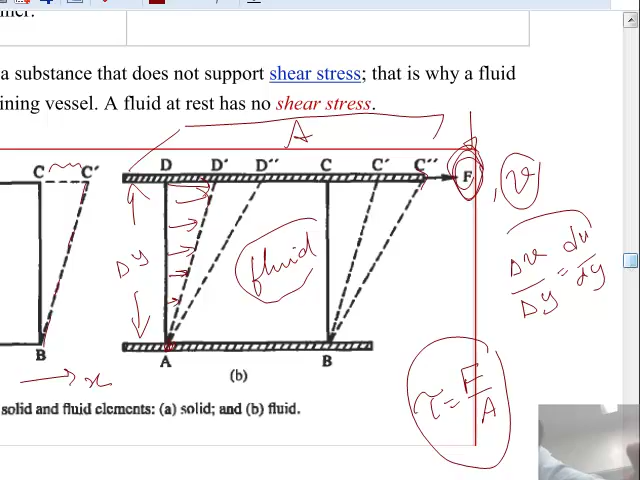 a substance that does not support shear stress; that is why a fluid
ining vessel. A fluid at rest has no shear stress.
A
C C' D D' D'' C C' C'' F , v
Δy
fluid
Δv/Δy = du/dy
B A B
(b)
x
τ = F/A
solid and fluid elements: (a) solid; and (b) fluid.